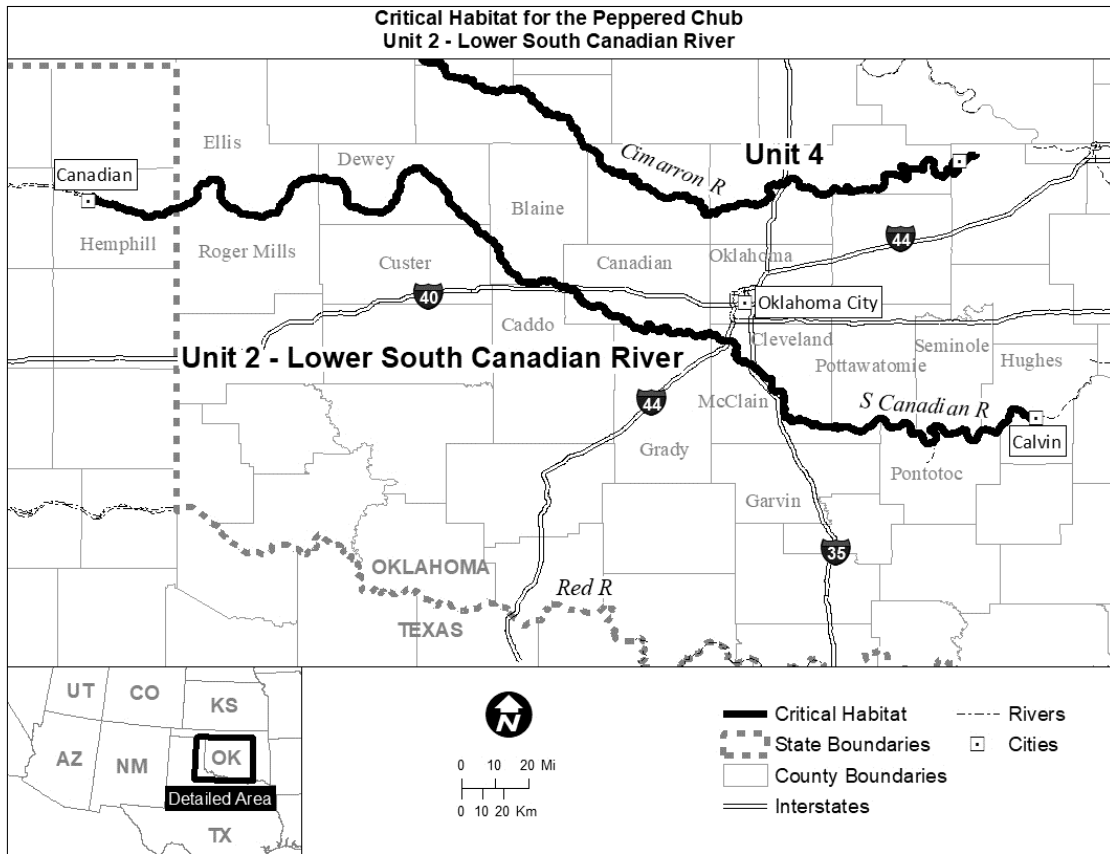 Critical Habitat for the Peppered Chub
Unit 2 - Lower South Canadian River
Ellis
Dewey
Cimarron R
Unit 4
Canadian
Blaine
Hemphill
Roger Mills
Custer
Canadian
Oklahoma
44
40
Oklahoma City
Caddo
Cleveland
Seminole
Unit 2 - Lower South Canadian River
Pottawatomie
Hughes
44
McClain
S Canadian R
Calvin
Grady
Pontotoc
Garvin
35
OKLAHOMA
Red R
TEXAS
UT
CO
KS
AZ
NM
OK
Detailed Area
TX
N
0 10 20 Mi
0 10 20 Km
Critical Habitat
State Boundaries
County Boundaries
Interstates
Rivers
Cities